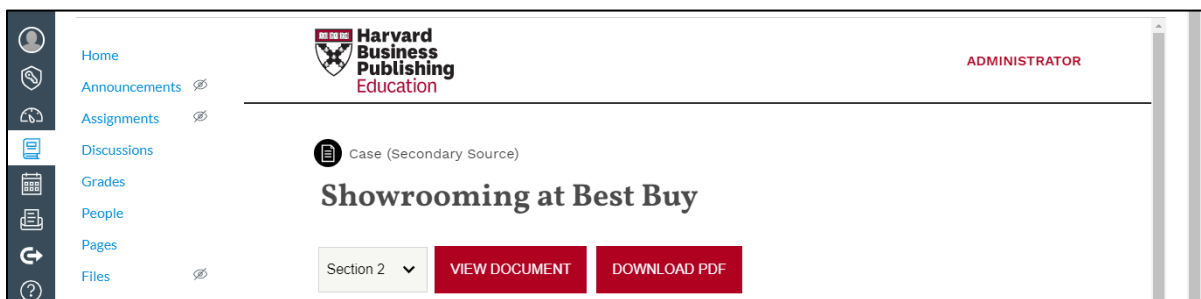 Home
Announcements
Assignments
Discussions
Grades
People
Pages
Files
Harvard
Business
Publishing
Education
ADMINISTRATOR
Case (Secondary Source)
Showrooming at Best Buy
Section 2
VIEW DOCUMENT
DOWNLOAD PDF